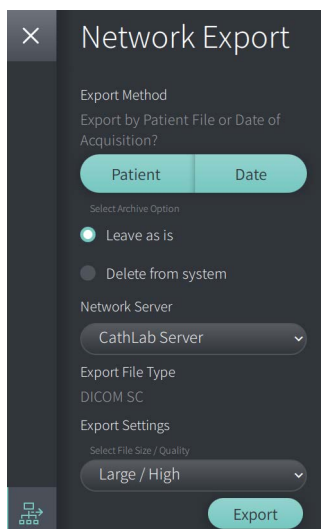 Network Export
Export Method
Export by Patient File or Date of
Acquisition?
Patient Date
Select Archive Option
Leave as is
Delete from system
Network Server
CathLab Server
Export File Type
DICOM SC
Export Settings
Select File Size / Quality
Large / High
Export